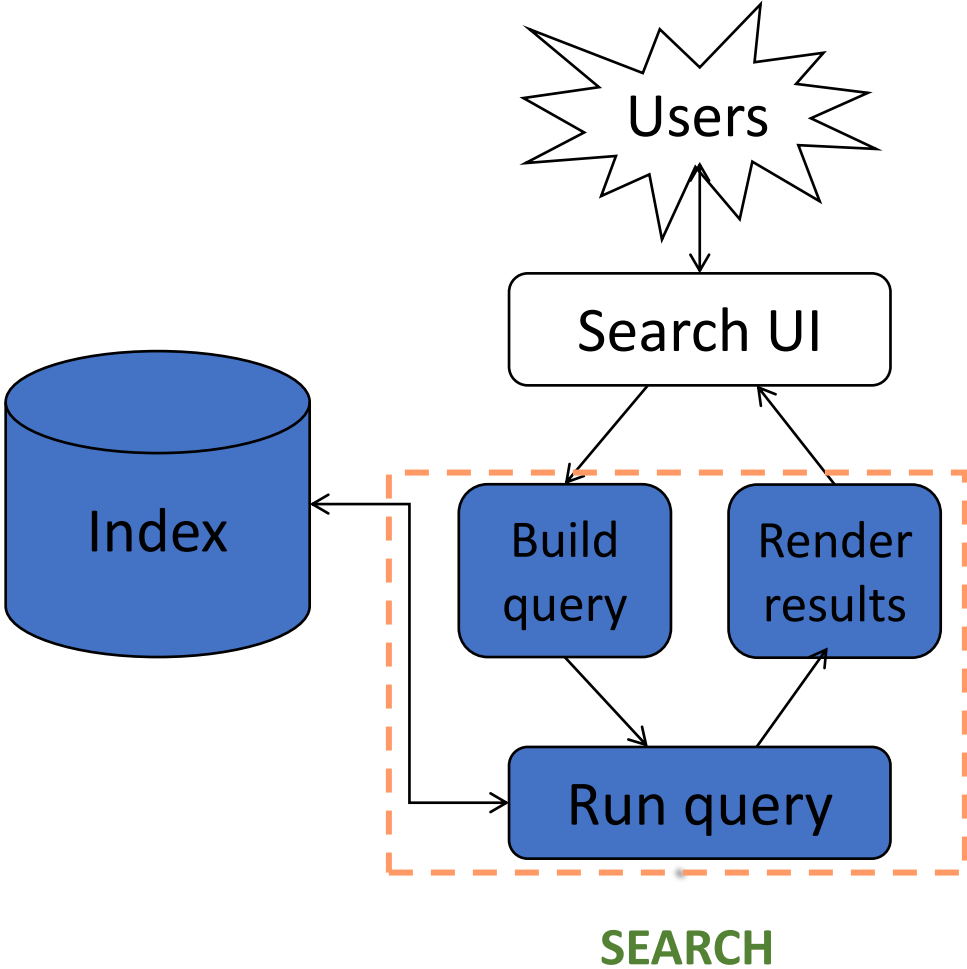 Users
Search UI
Index
Build
query
Render
results
Run query
SEARCH